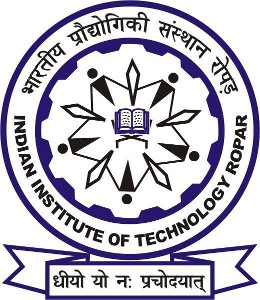 भारतीय प्रौद्योगिकी संस्थान रोपड़
INDIAN INSTITUTE OF TECHNOLOGY ROPAR
धीयो यो नः प्रचोदयात्